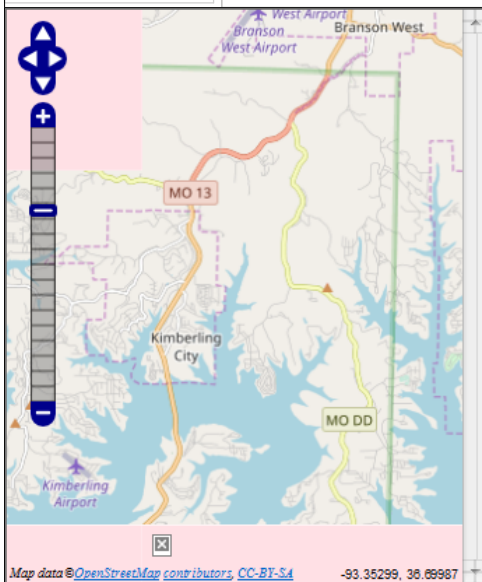 West Airport
Branson
West Airport
Branson West
MO 13
Kimberling
City
MO DD
Kimberling
Airport
Map data ©OpenStreetMap contributors, CC-BY-SA
-93.35299, 36.69987